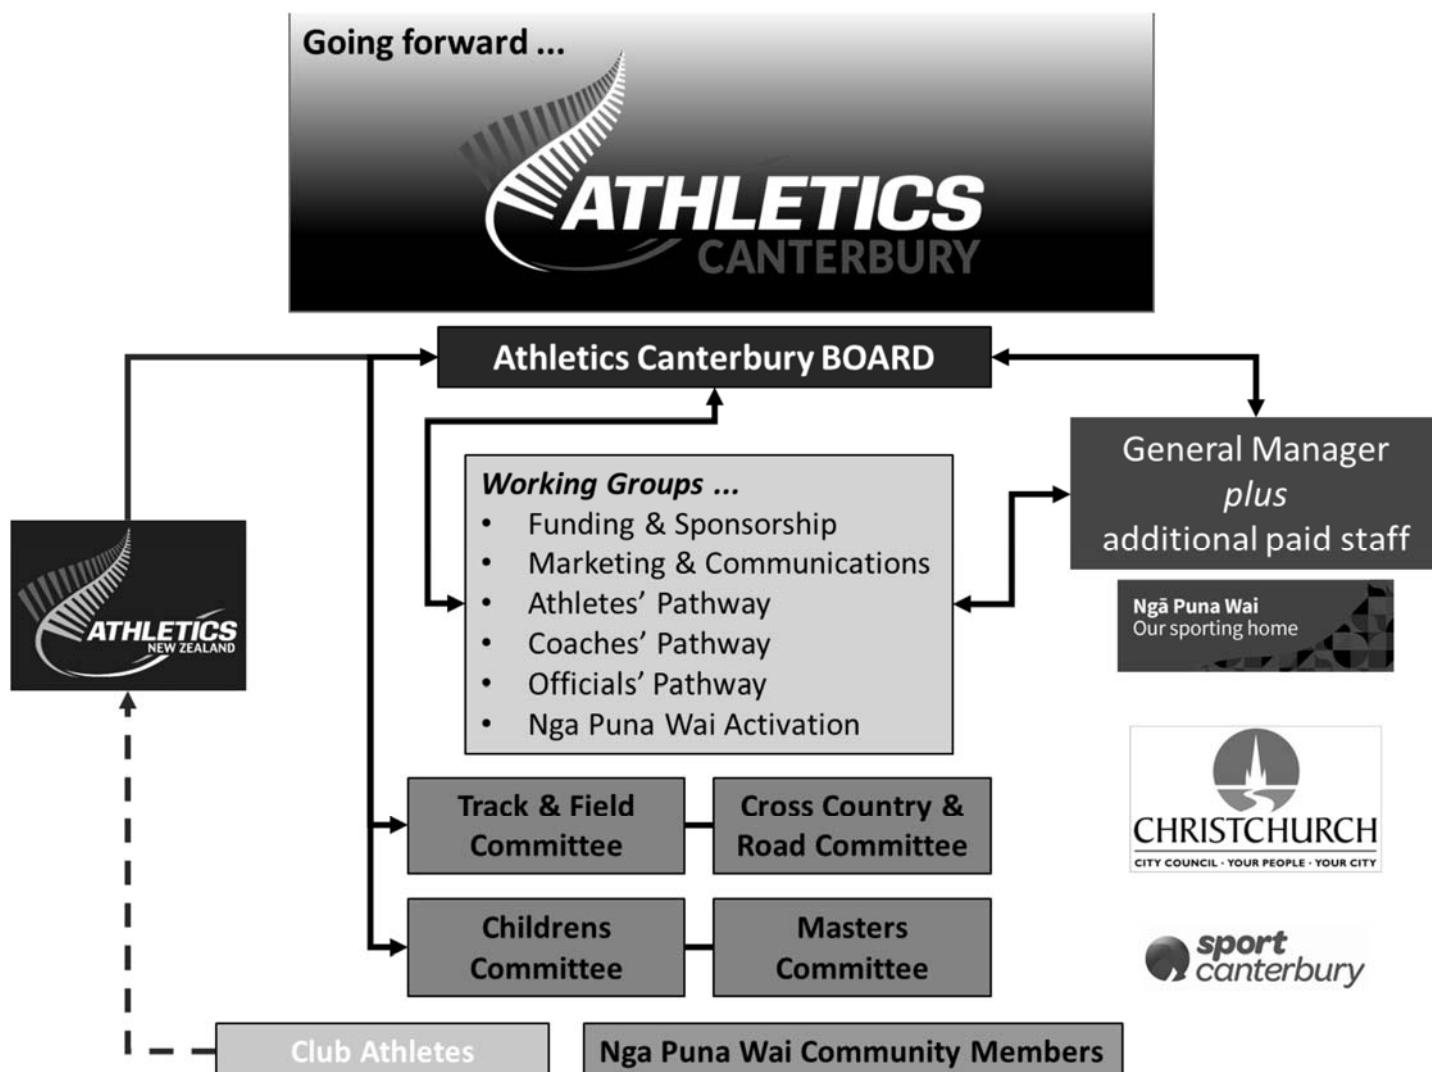 Going forward ...
ATHLETICS
CANTERBURY
Athletics Canterbury BOARD
General Manager
plus
additional paid staff
Working Groups ...
• Funding & Sponsorship
• Marketing & Communications
• Athletes’ Pathway
• Coaches’ Pathway
• Officials’ Pathway
• Nga Puna Wai Activation
ATHLETICS
NEW ZEALAND
Ngā Puna Wai
Our sporting home
Track & Field
Committee
Cross Country &
Road Committee
CHRISTCHURCH
CITY COUNCIL · YOUR PEOPLE · YOUR CITY
Childrens
Committee
Masters
Committee
sport
canterbury
Club Athletes
Nga Puna Wai Community Members